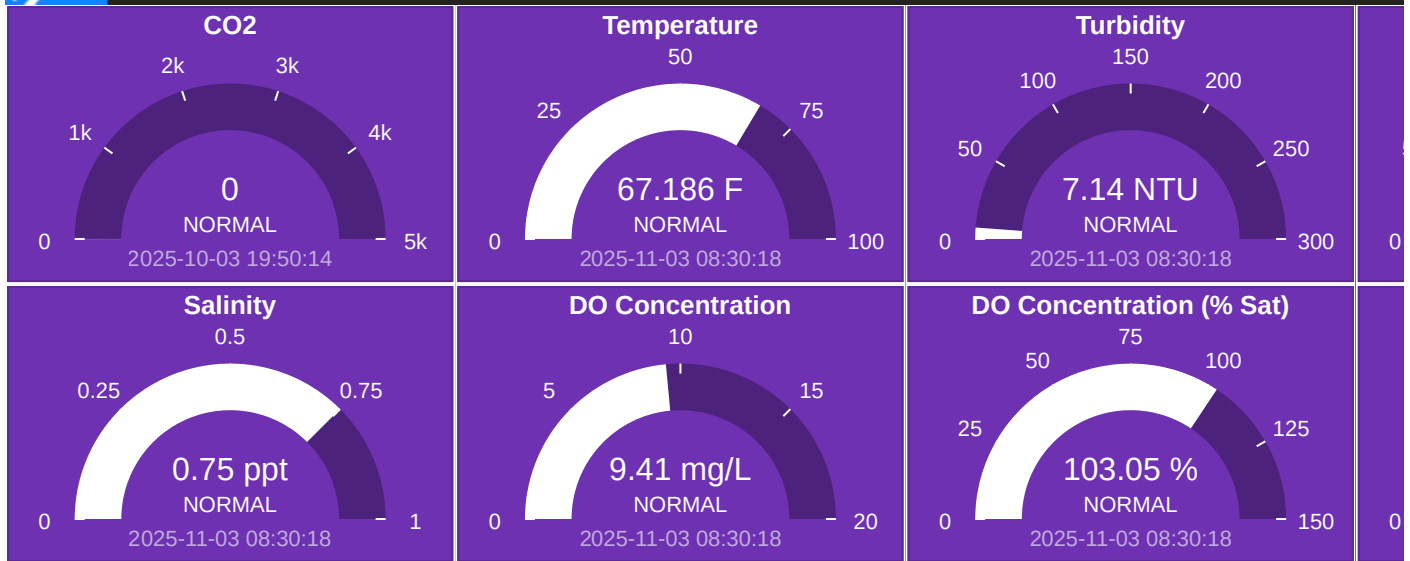 CO2
2k
3k
1k
4k
0
NORMAL
0
5k
2025-10-03 19:50:14
Temperature
50
25
75
67.186 F
NORMAL
0
100
2025-11-03 08:30:18
Turbidity
150
100
200
50
250
7.14 NTU
NORMAL
0
300
2025-11-03 08:30:18
0
Salinity
0.5
0.25
0.75
0.75 ppt
NORMAL
0
1
2025-11-03 08:30:18
DO Concentration
10
5
15
9.41 mg/L
NORMAL
0
20
2025-11-03 08:30:18
DO Concentration (% Sat)
75
50
100
25
125
103.05 %
NORMAL
0
150
2025-11-03 08:30:18
0